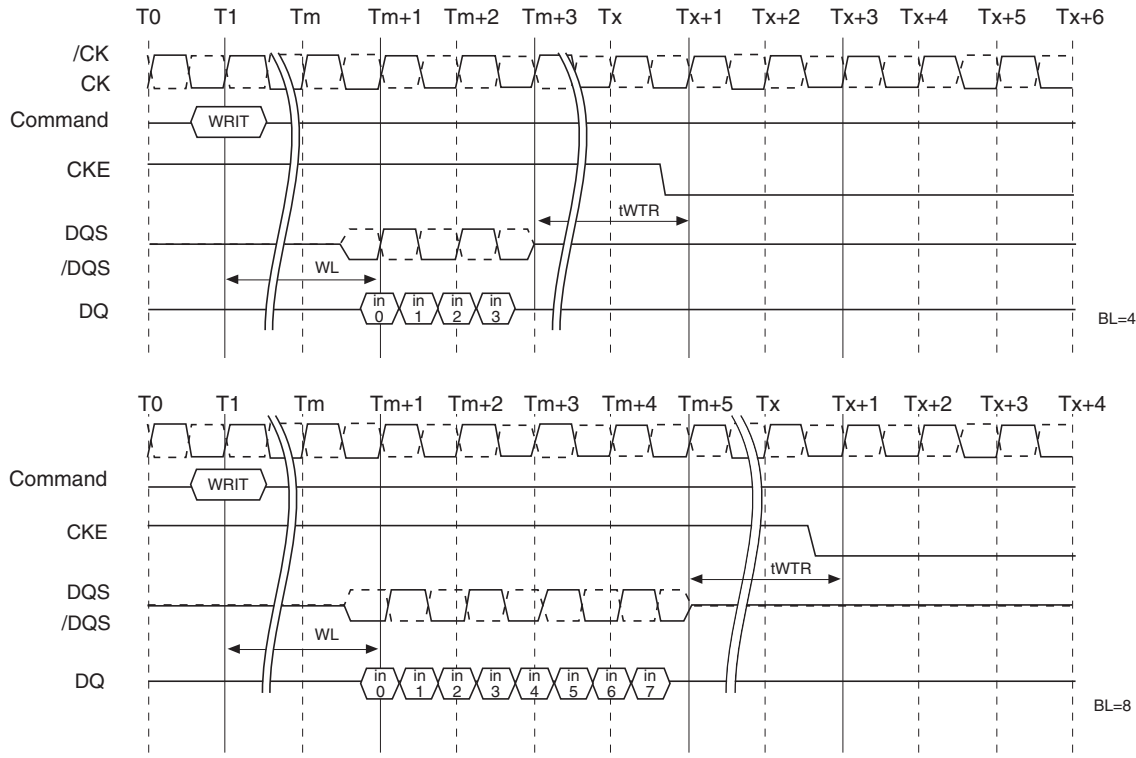 T0 T1 Tm Tm+1 Tm+2 Tm+3 Tx Tx+1 Tx+2 Tx+3 Tx+4 Tx+5 Tx+6
/CK
CK
Command WRIT
CKE
tWTR
DQS
/DQS
WL
DQ in 0 in 1 in 2 in 3
BL=4
T0 T1 Tm Tm+1 Tm+2 Tm+3 Tm+4 Tm+5 Tx Tx+1 Tx+2 Tx+3 Tx+4
Command WRIT
CKE
tWTR
DQS
/DQS
WL
DQ in 0 in 1 in 2 in 3 in 4 in 5 in 6 in 7
BL=8